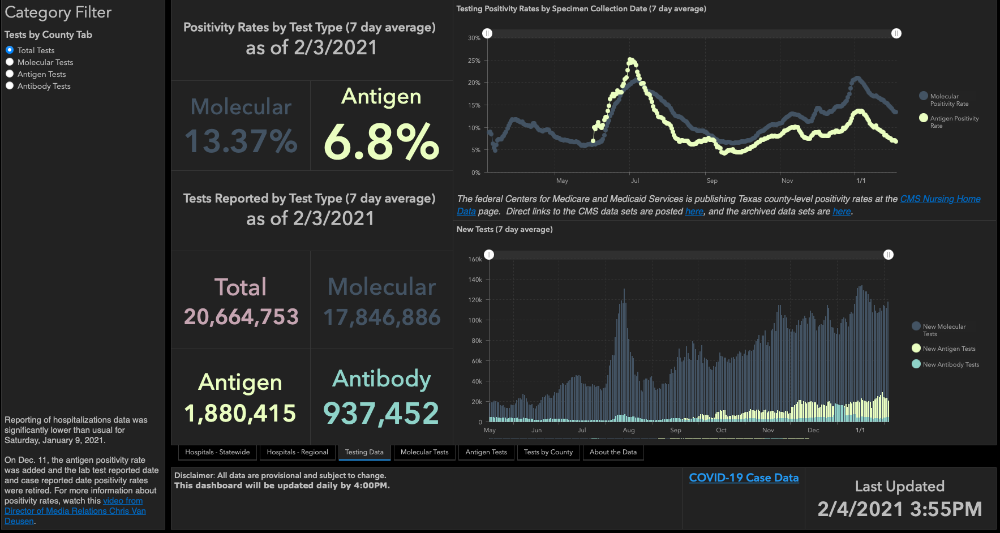 Category Filter
Tests by County Tab
Total Tests
Molecular Tests
Antigen Tests
Antibody Tests
Reporting of hospitalizations data was
significantly lower than usual for
Saturday, January 9, 2021.
On Dec. 11, the antigen positivity rate
was added and the lab test reported date
and case reported date positivity rates
were retired. For more information about
positivity rates, watch this video from
Director of Media Relations Chris Van
Deusen.
Positivity Rates by Test Type (7 day average)
as of 2/3/2021
Molecular
13.37%
Antigen
6.8%
Tests Reported by Test Type (7 day average)
as of 2/3/2021
Total
20,664,753
Molecular
17,846,886
Antigen
1,880,415
Antibody
937,452
Testing Positivity Rates by Specimen Collection Date (7 day average)
30%
25%
20%
15%
10%
5%
0%
May Jul Sep Nov 1/1
Molecular
Positivity Rate
Antigen Positivity
Rate
The federal Centers for Medicare and Medicaid Services is publishing Texas county-level positivity rates at the CMS Nursing Home
Data page. Direct links to the CMS data sets are posted here, and the archived data sets are here.
New Tests (7 day average)
160k
140k
120k
100k
80k
60k
40k
20k
0
May Jun Jul Aug Sep Oct Nov Dec 1/1
New Molecular
Tests
New Antigen Tests
New Antibody Tests
Hospitals - Statewide Hospitals - Regional Testing Data Molecular Tests Antigen Tests Tests by County About the Data
Disclaimer: All data are provisional and subject to change.
This dashboard will be updated daily by 4:00PM.
COVID-19 Case Data
Last Updated
2/4/2021 3:55PM